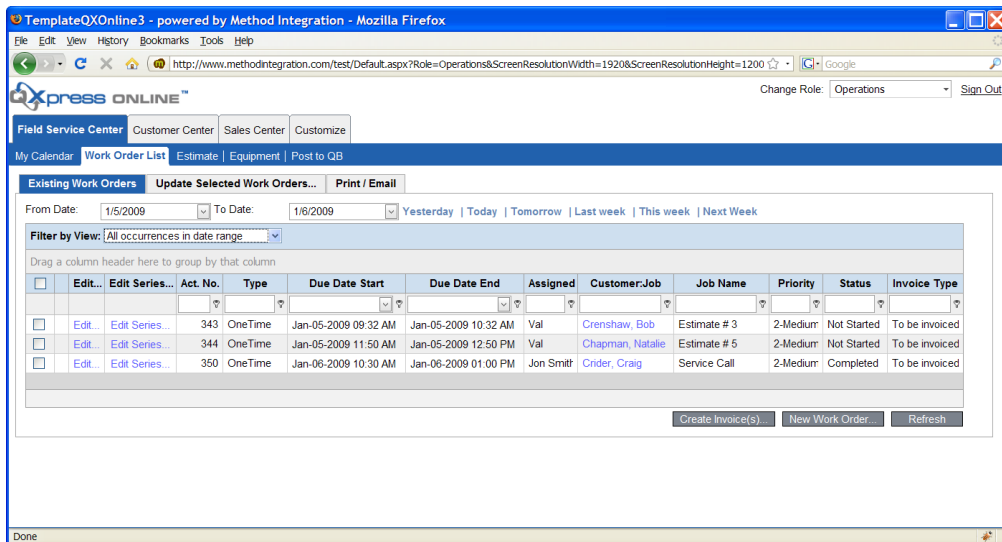 TemplateQXOnline3 - powered by Method Integration - Mozilla Firefox
File Edit View History Bookmarks Tools Help
http://www.methodintegration.com/test/Default.aspx?Role=Operations&ScreenResolutionWidth=1920&ScreenResolutionHeight=1200 G Google
QXpress ONLINE™ Change Role: Operations Sign Out
Field Service Center Customer Center Sales Center Customize
My Calendar Work Order List Estimate | Equipment | Post to QB
Existing Work Orders Update Selected Work Orders... Print / Email
From Date: 1/5/2009 To Date: 1/6/2009 Yesterday | Today | Tomorrow | Last week | This week | Next Week
Filter by View: All occurrences in date range
Drag a column header here to group by that column
Edit... Edit Series... Act. No. Type Due Date Start Due Date End Assigned Customer:Job Job Name Priority Status Invoice Type
Edit... Edit Series... 343 OneTime Jan-05-2009 09:32 AM Jan-05-2009 10:32 AM Val Crenshaw, Bob Estimate # 3 2-Medium Not Started To be invoiced
Edit... Edit Series... 344 OneTime Jan-05-2009 11:50 AM Jan-05-2009 12:50 PM Val Chapman, Natalie Estimate # 5 2-Medium Not Started To be invoiced
Edit... Edit Series... 350 OneTime Jan-06-2009 10:30 AM Jan-06-2009 01:00 PM Jon Smith Crider, Craig Service Call 2-Medium Completed To be invoiced
Create Invoice(s)... New Work Order... Refresh
Done